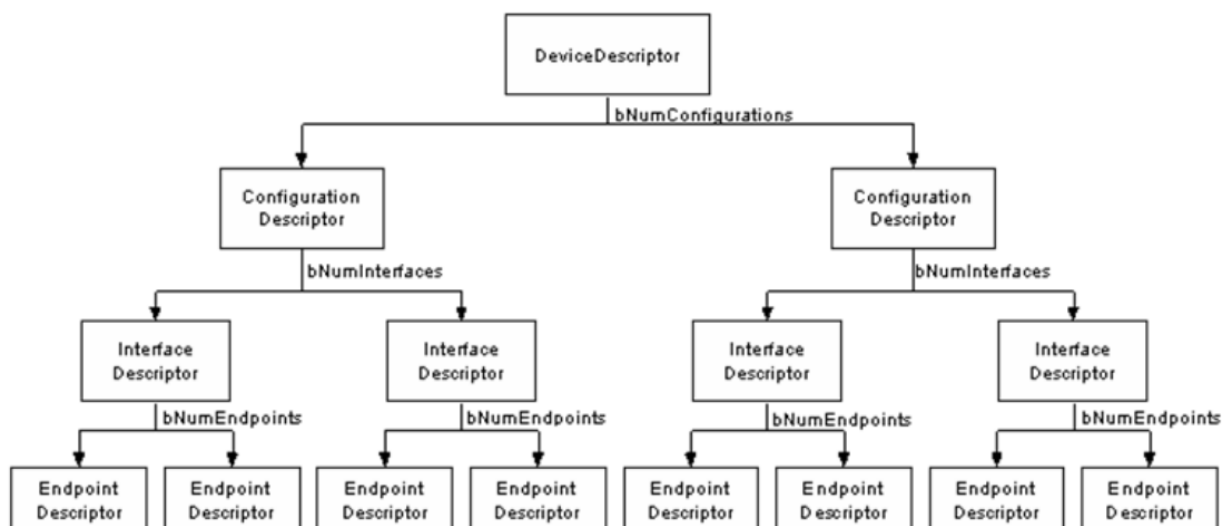 DeviceDescriptor
bNumConfigurations
Configuration
Descriptor
Configuration
Descriptor
bNumInterfaces
bNumInterfaces
Interface
Descriptor
Interface
Descriptor
Interface
Descriptor
Interface
Descriptor
bNumEndpoints
bNumEndpoints
bNumEndpoints
bNumEndpoints
Endpoint
Descriptor
Endpoint
Descriptor
Endpoint
Descriptor
Endpoint
Descriptor
Endpoint
Descriptor
Endpoint
Descriptor
Endpoint
Descriptor
Endpoint
Descriptor